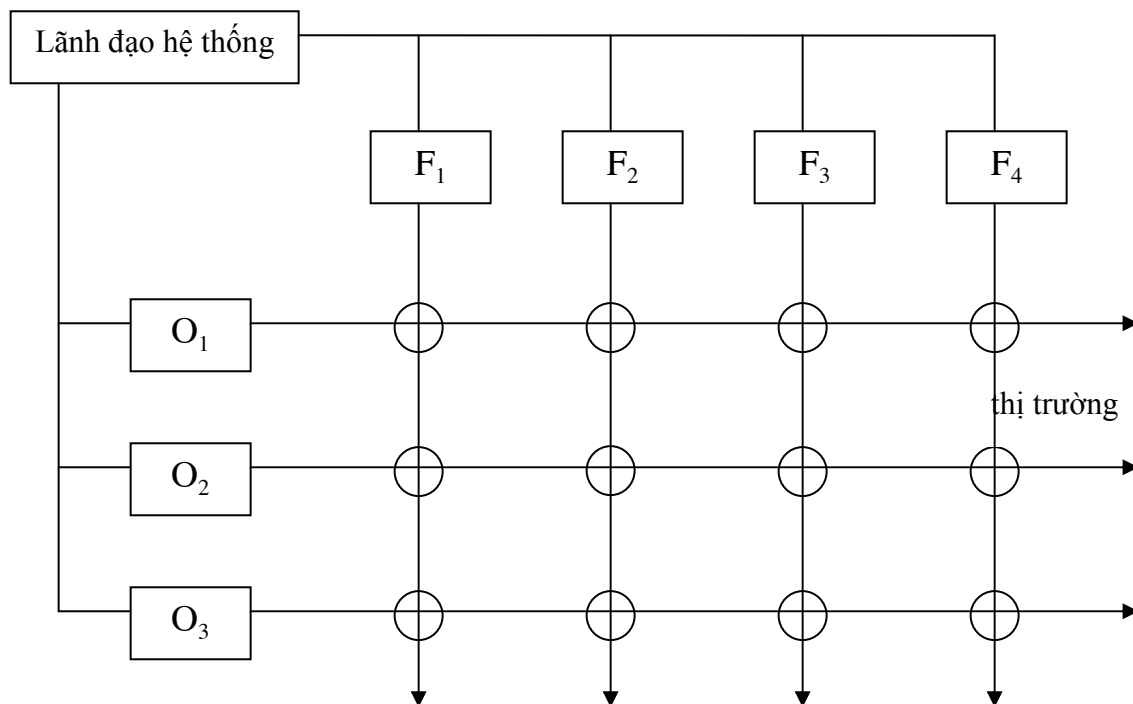 Lãnh đạo hệ thống
F₁ F₂ F₃ F₄
O₁
thị trường
O₂
O₃